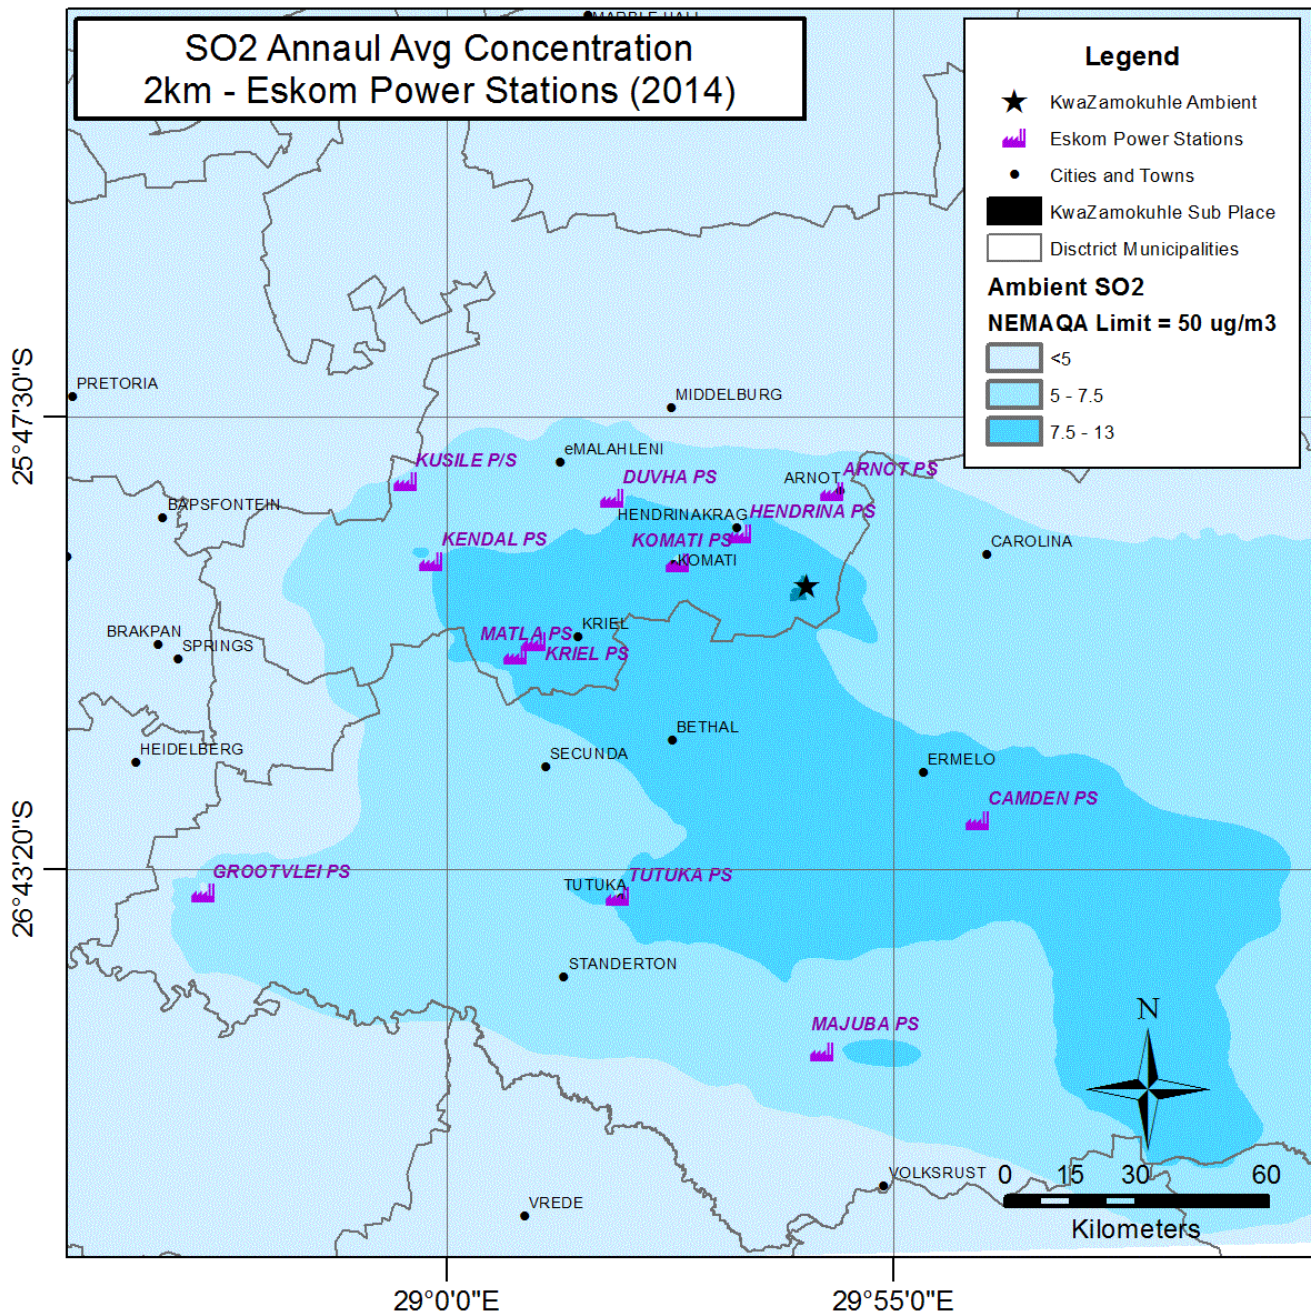 MARBLE HALL
SO2 Annaul Avg Concentration
2km - Eskom Power Stations (2014)
Legend
KwaZamokuhle Ambient
Eskom Power Stations
Cities and Towns
KwaZamokuhle Sub Place
Disctrict Municipalities
Ambient SO2
NEMAQA Limit = 50 ug/m3
<5
5 - 7.5
7.5 - 13
25°47'30"S
26°43'20"S
PRETORIA
MIDDELBURG
eMALAHLENI
KUSILE P/S
DUVHA PS
ARNOT
ARNOT PS
BAPSFONTEIN
HENDRINAKRAG
HENDRINA PS
KENDAL PS
KOMATI PS
KOMATI
CAROLINA
BRAKPAN
SPRINGS
MATLA PS
KRIEL
KRIEL PS
HEIDELBERG
SECUNDA
BETHAL
ERMELO
CAMDEN PS
GROOTVLEI PS
TUTUKA
TUTUKA PS
STANDERTON
MAJUBA PS
N
VOLKSRUST
VREDE
0 15 30 60
Kilometers
29°0'0"E
29°55'0"E